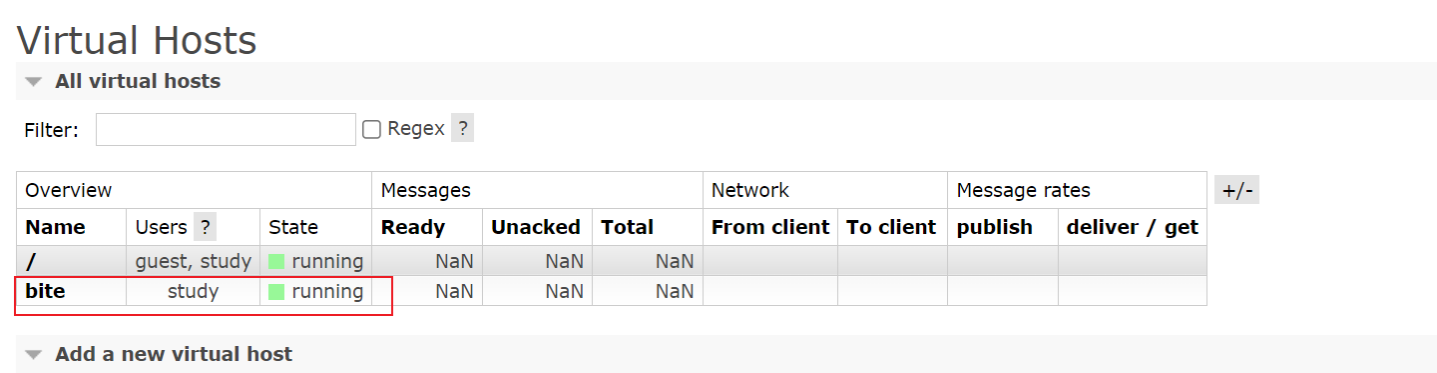 Virtual Hosts
All virtual hosts
Filter: Regex ?
Overview Messages Network Message rates +/-
Name Users ? State Ready Unacked Total From client To client publish deliver / get
/ guest, study running NaN NaN NaN
bite study running NaN NaN NaN
Add a new virtual host